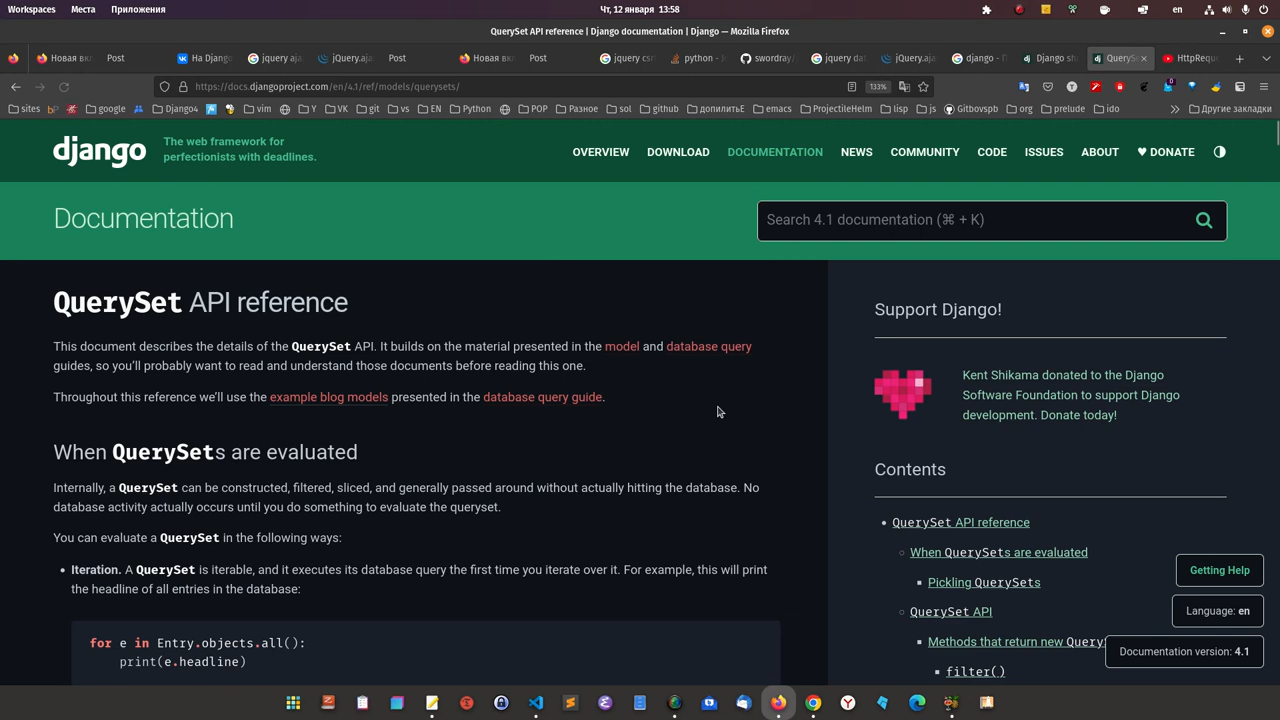 Workspaces Места Приложения Чт, 12 января 13:58 en
QuerySet API reference | Django documentation | Django — Mozilla Firefox
Новая вкл Post На Django jquery aja jQuery.aja Post Новая вкл Post jquery csr python - swordray/ jquery dat jQuery.aja django - Django sh QueryS HttpReque
https://docs.djangoproject.com/en/4.1/ref/models/querysets/ 133%
sites google Django4 vim Y VK git vs EN Python POP Разное sol github допилитьЕ emacs ProjectileHelm lisp js Gitbovspb org prelude ido Другие закладки
django
The web framework for
perfectionists with deadlines.
OVERVIEW DOWNLOAD DOCUMENTATION NEWS COMMUNITY CODE ISSUES ABOUT ♥ DONATE
Documentation
Search 4.1 documentation (⌘ + K)
QuerySet API reference
This document describes the details of the QuerySet API. It builds on the material presented in the model and database query
guides, so you’ll probably want to read and understand those documents before reading this one.
Throughout this reference we’ll use the example blog models presented in the database query guide.
When QuerySets are evaluated
Internally, a QuerySet can be constructed, filtered, sliced, and generally passed around without actually hitting the database. No
database activity actually occurs until you do something to evaluate the queryset.
You can evaluate a QuerySet in the following ways:
• Iteration. A QuerySet is iterable, and it executes its database query the first time you iterate over it. For example, this will print
the headline of all entries in the database:
for e in Entry.objects.all():
print(e.headline)
Support Django!
Kent Shikama donated to the Django
Software Foundation to support Django
development. Donate today!
Contents
QuerySet API reference
When QuerySets are evaluated
Pickling QuerySets
QuerySet API
Methods that return new Query
filter()
Getting Help
Language: en
Documentation version: 4.1